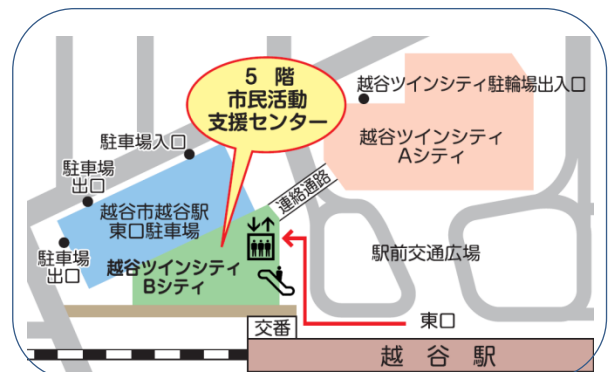 5 階
市民活動
支援センター
越谷ツインシティ駐輪場出入口
越谷ツインシティ
Aシティ
駐車場入口
駐車場
出口
連絡通路
越谷市越谷駅
東口駐車場
駐車場
出口
越谷ツインシティ
Bシティ
駅前交通広場
交番
東口
越谷駅